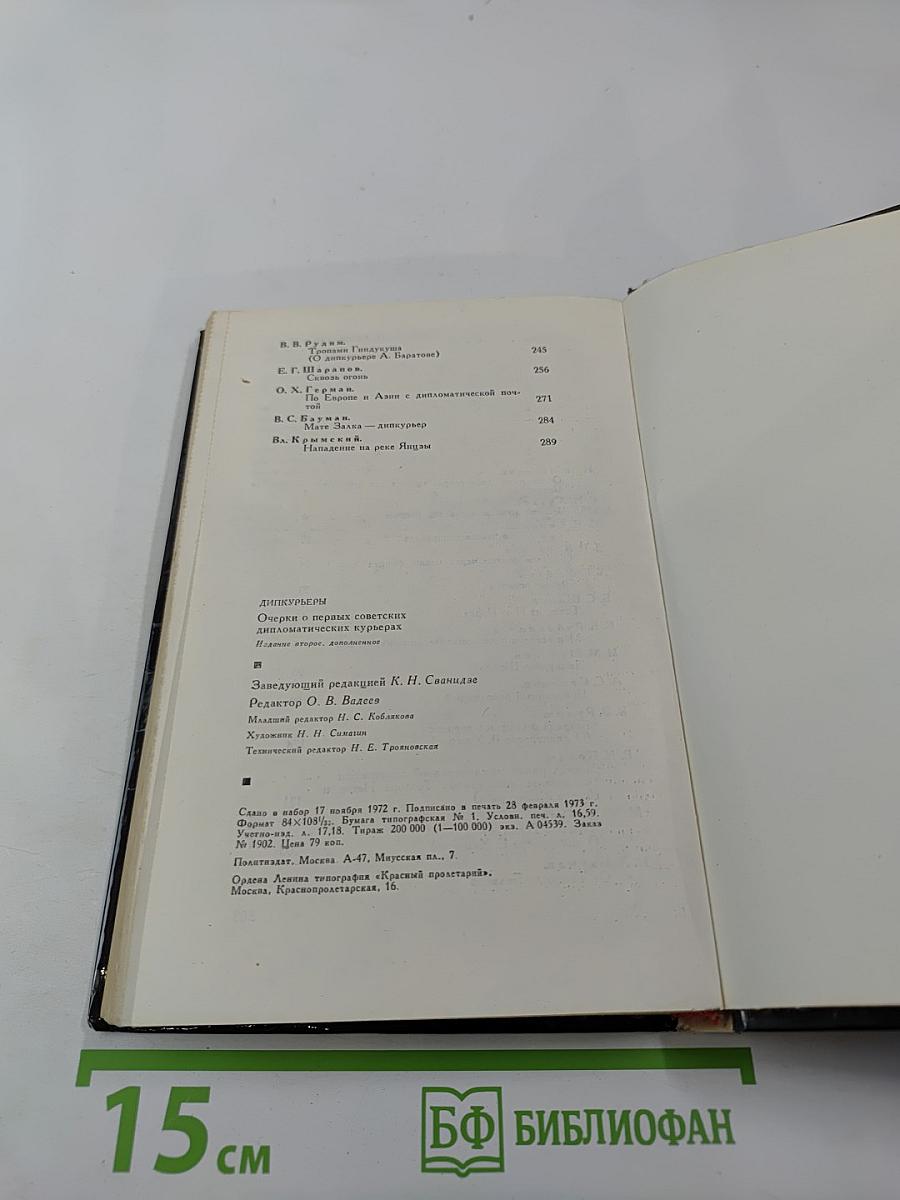 В. В. Рудим.
Тропами Гиндукуша
(О дипкурьере А. Баратове) 245
Е. Г. Шарапов.
Сквозь огонь 256
О. Х. Герман.
По Европе и Азии с дипломатической поч-
той 271
В. С. Бауман.
Мате Залка — дипкурьер 284
Вл. Крымский.
Нападение на реке Янцзы 289
ДИПКУРЬЕРЫ
Очерки о первых советских
дипломатических курьерах
Издание второе, дополненное
Заведующий редакцией К. Н. Сванидзе
Редактор О. В. Вадеев
Младший редактор Н. С. Коблякова
Художник Н. Н. Симагин
Технический редактор Н. Е. Трояновская
Сдано в набор 17 ноября 1972 г. Подписано в печать 28 февраля 1973 г.
Формат 84×108¹/₃₂. Бумага типографская № 1. Условн. печ. л. 16,59.
Учетно-изд. л. 17,18. Тираж 200 000 (1—100 000) экз. А 04539. Заказ
№ 1902. Цена 79 коп.
Политиздат, Москва А-47, Миусская пл., 7.
Ордена Ленина типография «Красный пролетарий».
Москва, Краснопролетарская, 16.
15 см
БФ БИБЛИОФАН